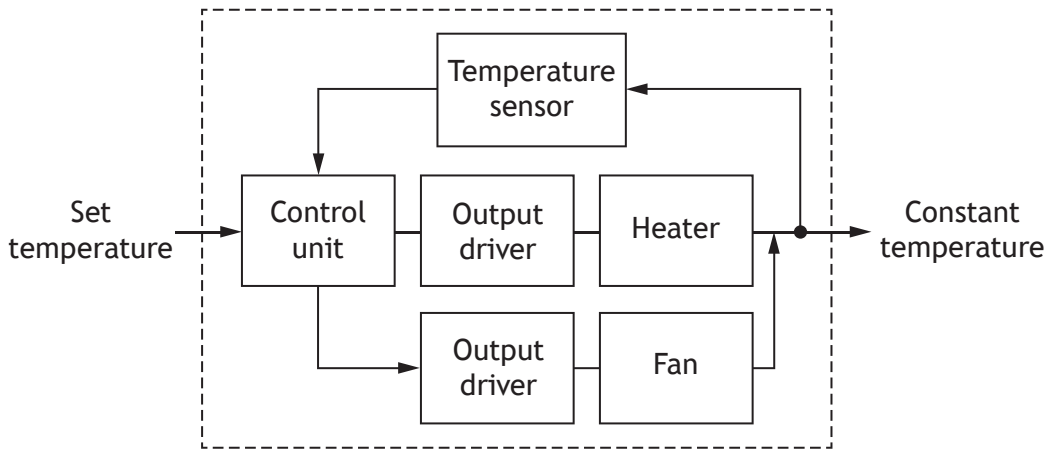 Temperature
sensor
Set
temperature
Control
unit
Output
driver
Heater
Constant
temperature
Output
driver
Fan